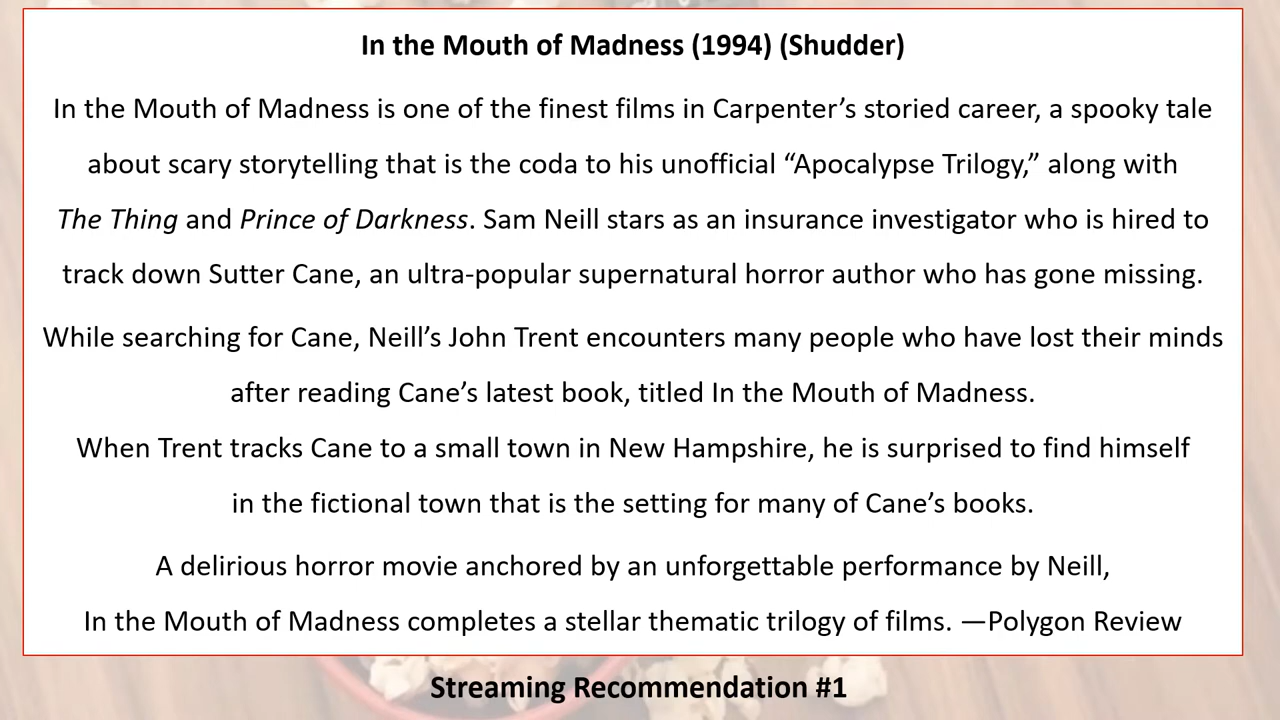 In the Mouth of Madness (1994) (Shudder)
In the Mouth of Madness is one of the finest films in Carpenter’s storied career, a spooky tale
about scary storytelling that is the coda to his unofficial “Apocalypse Trilogy,” along with
The Thing and Prince of Darkness. Sam Neill stars as an insurance investigator who is hired to
track down Sutter Cane, an ultra-popular supernatural horror author who has gone missing.
While searching for Cane, Neill’s John Trent encounters many people who have lost their minds
after reading Cane’s latest book, titled In the Mouth of Madness.
When Trent tracks Cane to a small town in New Hampshire, he is surprised to find himself
in the fictional town that is the setting for many of Cane’s books.
A delirious horror movie anchored by an unforgettable performance by Neill,
In the Mouth of Madness completes a stellar thematic trilogy of films. —Polygon Review
Streaming Recommendation #1